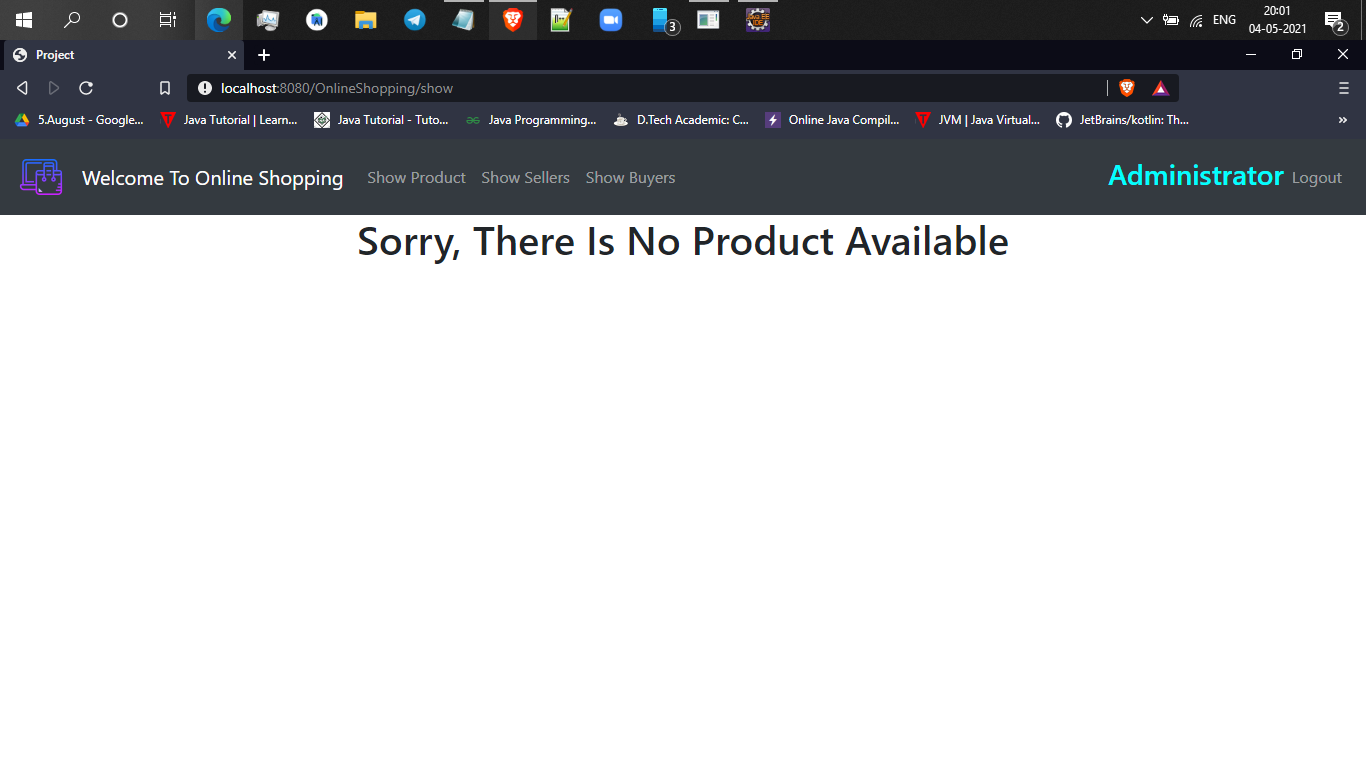 ENG
20:01
04-05-2021
3
2
Project
localhost:8080/OnlineShopping/show
5.August - Google...
Java Tutorial | Learn...
Java Tutorial - Tuto...
Java Programming...
D.Tech Academic: C...
Online Java Compil...
JVM | Java Virtual...
JetBrains/kotlin: Th...
»
Welcome To Online Shopping
Show Product
Show Sellers
Show Buyers
Administrator
Logout
Sorry, There Is No Product Available